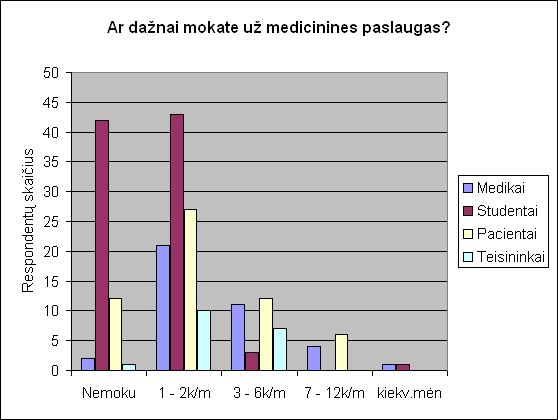 Ar dažnai mokate už medicinines paslaugas?
Respondentų skaičius
50
45
40
35
30
25
20
15
10
5
0
Nemoku
1 - 2k/m
3 - 6k/m
7 - 12k/m
kiekv.mėn
Medikai
Studentai
Pacientai
Teisininkai